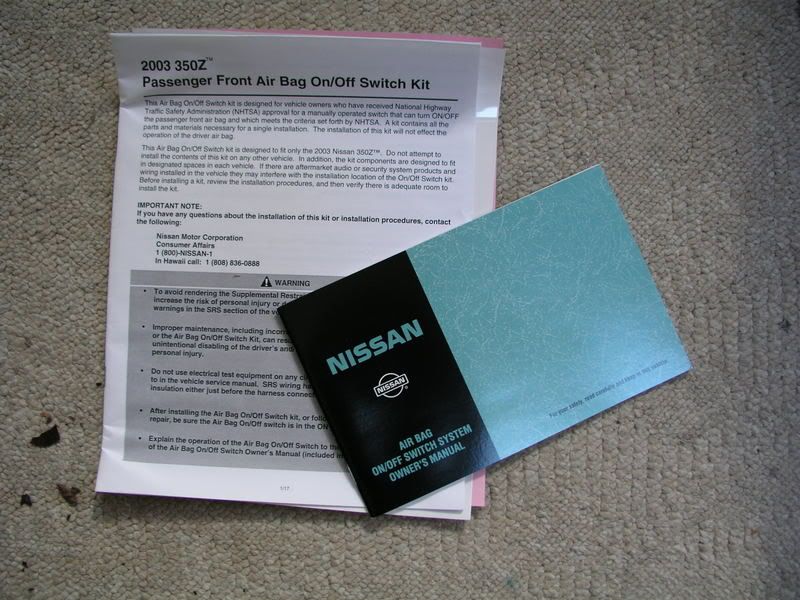 2003 350Z™
Passenger Front Air Bag On/Off Switch Kit
This Air Bag On/Off Switch kit is designed for vehicle owners who have received National Highway
Traffic Safety Administration (NHTSA) approval for a manually operated switch that can turn ON/OFF
the passenger front air bag and which meets the criteria set forth by NHTSA. A kit contains all the
parts and materials necessary for a single installation. The installation of this kit will not effect the
operation of the driver air bag.
This Air Bag On/Off Switch kit is designed to fit only the 2003 Nissan 350Z™. Do not attempt to
install the contents of this kit on any other vehicle. In addition, the kit components are designed to fit
in designated spaces in each vehicle. If there are aftermarket audio or security system products and
wiring installed in the vehicle they may interfere with the installation location of the On/Off Switch kit.
Before installing a kit, review the installation procedures, and then verify there is adequate room to
install the kit.
IMPORTANT NOTE:
If you have any questions about the installation of this kit or installation procedures, contact
the following:
Nissan Motor Corporation
Consumer Affairs
1 (800)-NISSAN-1
In Hawaii call: 1 (808) 836-0888
WARNING
• To avoid rendering the Supplemental
increase the risk of personal injury or
warnings in the SRS section of the
• Improper maintenance, including
or the Air Bag On/Off Switch Kit, can
unintentional disabling of the driver's and
personal injury.
• Do not use electrical test equipment on any
to in the vehicle service manual. SRS wiring
insulation either just before the harness
• After installing the Air Bag On/Off Switch kit, or
repair, be sure the Air Bag On/Off switch is in the ON
• Explain the operation of the Air Bag On/Off Switch to
of the Air Bag On/Off Switch Owner's Manual
1/17
NISSAN
NISSAN
AIR BAG
ON/OFF SWITCH SYSTEM
OWNER'S MANUAL
For your safety, read carefully and keep in this vehicle.